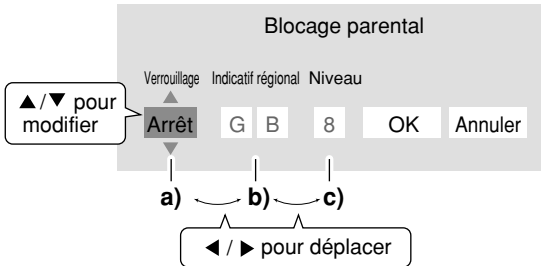 Blocage parental
Verrouillage Indicatif régional Niveau
▲/▼ pour
modifier
Arrêt G B 8 OK Annuler
a) b) c)
◀ / ▶ pour déplacer